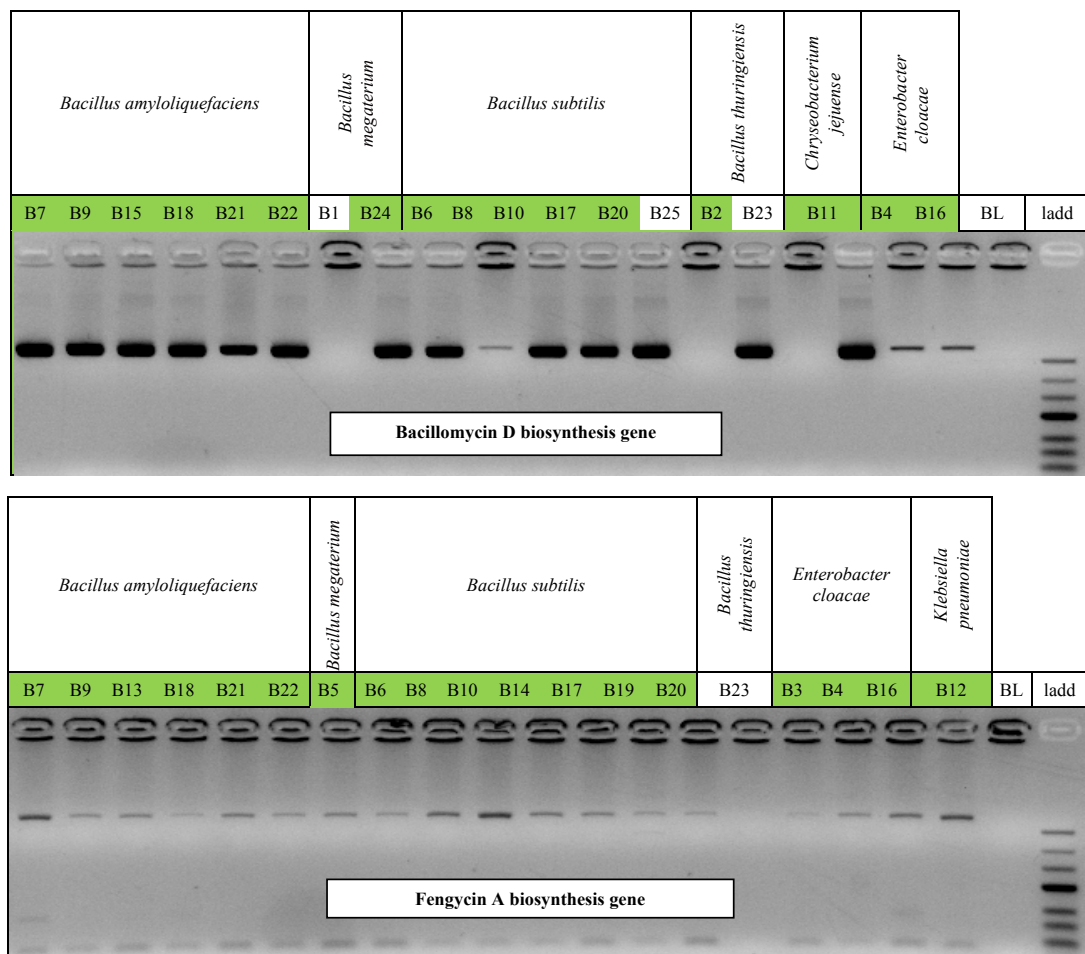 Bacillus amyloliquefaciens
Bacillus
megaterium
Bacillus subtilis
Bacillus thuringiensis
Chryseobacterium
jejuense
Enterobacter
cloacae
B7 B9 B15 B18 B21 B22 B1 B24 B6 B8 B10 B17 B20 B25 B2 B23 B11 B4 B16 BL ladd
Bacillomycin D biosynthesis gene
Bacillus amyloliquefaciens
Bacillus megaterium
Bacillus subtilis
Bacillus
thuringiensis
Enterobacter
cloacae
Klebsiella
pneumoniae
B7 B9 B13 B18 B21 B22 B5 B6 B8 B10 B14 B17 B19 B20 B23 B3 B4 B16 B12 BL ladd
Fengycin A biosynthesis gene